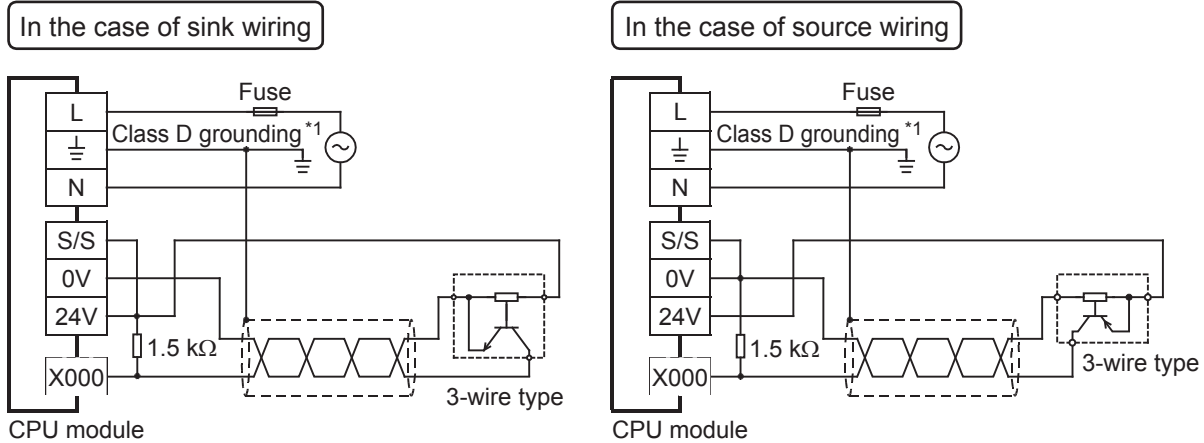 In the case of sink wiring
L
N
S/S
0V
24V
X000
Fuse
Class D grounding *1
1.5 kΩ
3-wire type
CPU module
In the case of source wiring
L
N
S/S
0V
24V
X000
Fuse
Class D grounding *1
1.5 kΩ
3-wire type
CPU module